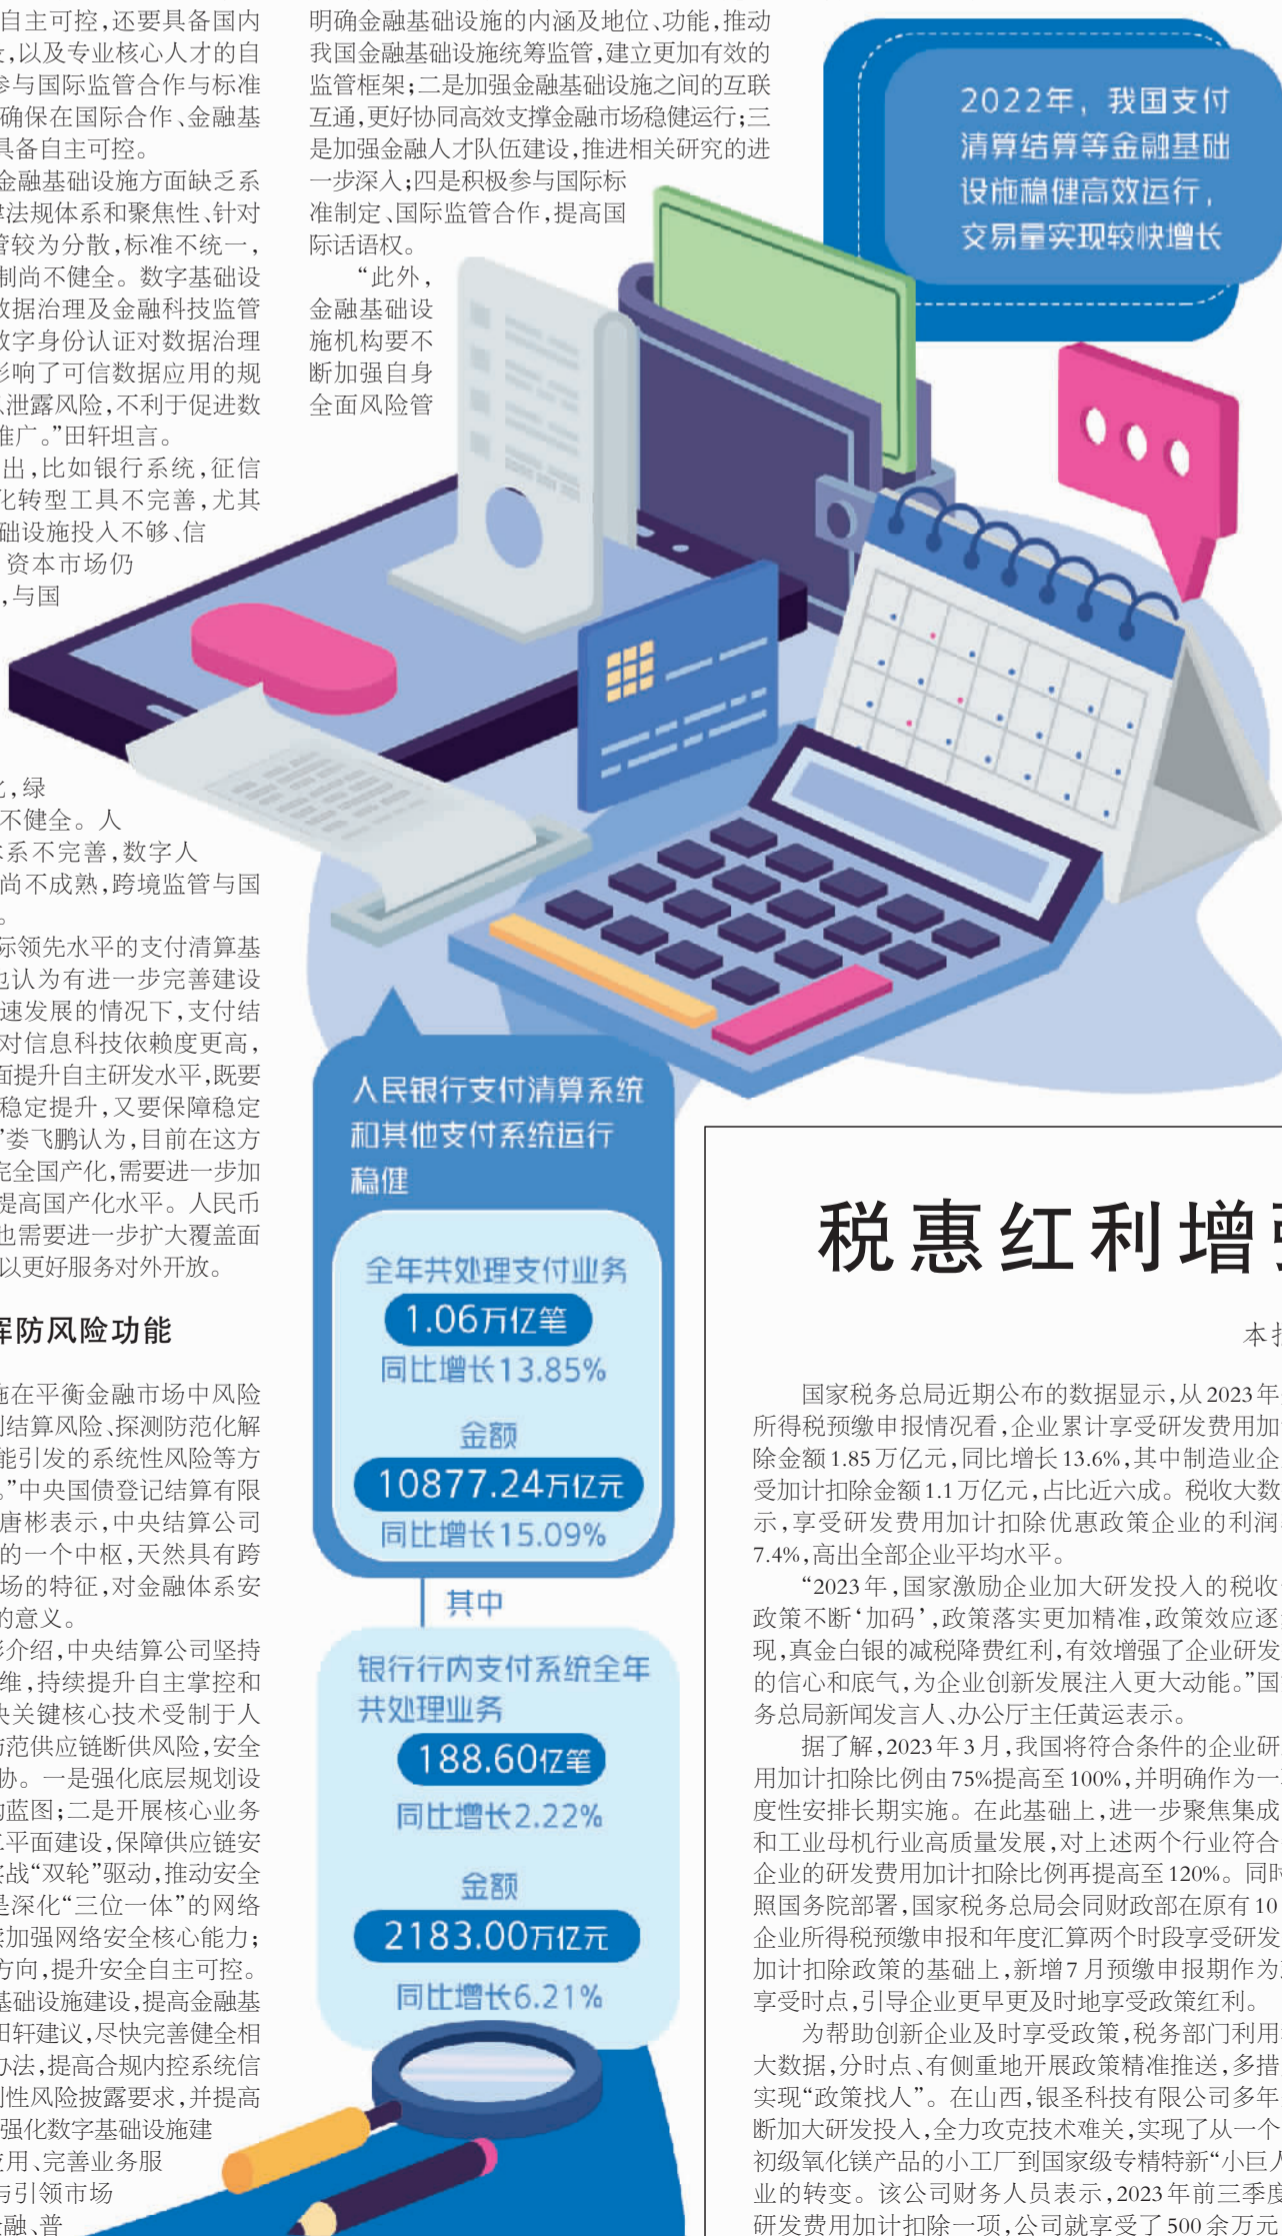 自主可控，还要具备国内
，以及专业核心人才的自
参与国际监管合作与标准
确保在国际合作、金融基
具备自主可控。
金融基础设施方面缺乏系
律法规体系和聚焦性、针对
管较为分散，标准不统一，
制尚不健全。数字基础设
数据治理及金融科技监管
数字身份认证对数据治理
影响了可信数据应用的规
泄露风险，不利于促进数
推广。”田轩坦言。
出，比如银行系统，征信
化转型工具不完善，尤其
础设施投入不够、信
资本市场仍
，与国
，绿
不健全。人
体系不完善，数字人
尚不成熟，跨境监管与国
。
际领先水平的支付清算基
也认为有进一步完善建设
速发展的情况下，支付结
对信息科技依赖度更高，
面提升自主研发水平，既要
稳定提升，又要保障稳定
”娄飞鹏认为，目前在这方
完全国产化，需要进一步加
提高国产化水平。人民币
也需要进一步扩大覆盖面
以更好服务对外开放。
挥防风险功能
施在平衡金融市场中风险
制结算风险、探测防范化解
能引发的系统性风险等方
。”中央国债登记结算有限
唐彬表示，中央结算公司
的一个中枢，天然具有跨
场的特征，对金融体系安
的意义。
彬介绍，中央结算公司坚持
维，持续提升自主掌控和
决关键核心技术受制于人
防范供应链断供风险，安全
胁。一是强化底层规划设
构蓝图；二是开展核心业务
平面建设，保障供应链安
实战“双轮”驱动，推动安全
是深化“三位一体”的网络
续加强网络安全核心能力；
方向，提升安全自主可控。
基础设施建设，提高金融基
田轩建议，尽快完善健全相
办法，提高合规内控系统信
制性风险披露要求，并提高
强化数字基础设施建
应用、完善业务服
与引领市场
金融、普
明确金融基础设施的内涵及地位、功能，推动
我国金融基础设施统筹监管，建立更加有效的
监管框架；二是加强金融基础设施之间的互联
互通，更好协同高效支撑金融市场稳健运行；三
是加强金融人才队伍建设，推进相关研究的进
一步深入；四是积极参与国际标
准制定、国际监管合作，提高国
际话语权。
“此外，
金融基础设
施机构要不
断加强自身
全面风险管
2022年，我国支付
清算结算等金融基础
设施稳健高效运行，
交易量实现较快增长
人民银行支付清算系统
和其他支付系统运行
稳健
全年共处理支付业务
1.06万亿笔
同比增长13.85%
金额
10877.24万亿元
同比增长15.09%
其中
银行行内支付系统全年
共处理业务
188.60亿笔
同比增长2.22%
金额
2183.00万亿元
同比增长6.21%
税惠红利增强
本报
国家税务总局近期公布的数据显示，从2023年
所得税预缴申报情况看，企业累计享受研发费用加
除金额1.85万亿元，同比增长13.6%，其中制造业企
受加计扣除金额1.1万亿元，占比近六成。税收大数
示，享受研发费用加计扣除优惠政策企业的利润
7.4%，高出全部企业平均水平。
“2023年，国家激励企业加大研发投入的税收
政策不断‘加码’，政策落实更加精准，政策效应逐
现，真金白银的减税降费红利，有效增强了企业研发
的信心和底气，为企业创新发展注入更大动能。”国
务总局新闻发言人、办公厅主任黄运表示。
据了解，2023年3月，我国将符合条件的企业研
用加计扣除比例由75%提高至100%，并明确作为一
度性安排长期实施。在此基础上，进一步聚焦集成
和工业母机行业高质量发展，对上述两个行业符合
企业的研发费用加计扣除比例再提高至120%。同时
照国务院部署，国家税务总局会同财政部在原有10
企业所得税预缴申报和年度汇算两个时段享受研发
加计扣除政策的基础上，新增7月预缴申报期作为
享受时点，引导企业更早更及时地享受政策红利。
为帮助创新企业及时享受政策，税务部门利用
大数据，分时点、有侧重地开展政策精准推送，多措
实现“政策找人”。在山西，银圣科技有限公司多年
断加大研发投入，全力攻克技术难关，实现了从一个
初级氧化镁产品的小工厂到国家级专精特新“小巨人
业的转变。该公司财务人员表示，2023年前三季度
研发费用加计扣除一项，公司就享受了500余万元